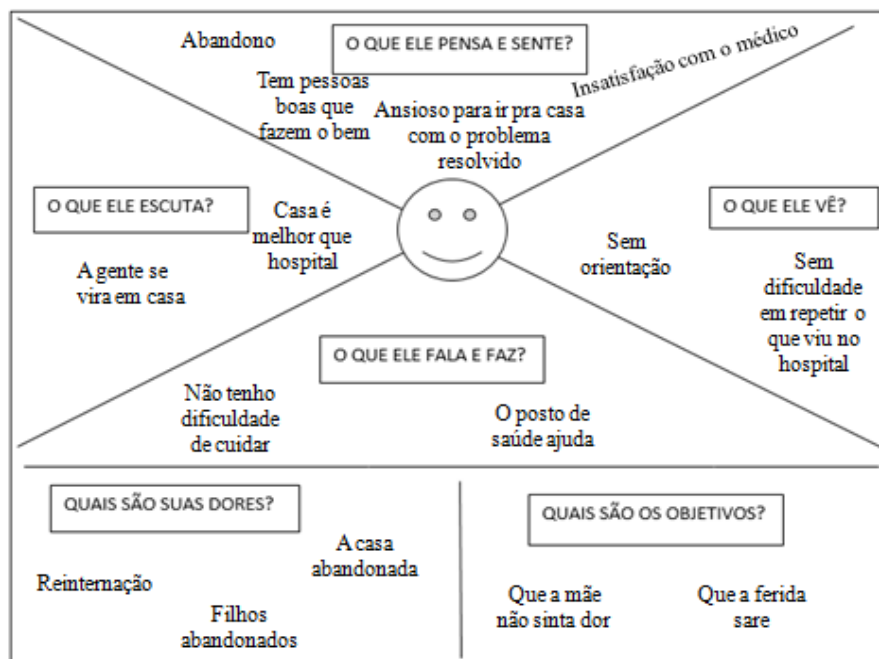 Abandono
O QUE ELE PENSA E SENTE?
Insatisfação com o médico
Tem pessoas
boas que
fazem o bem
Ansioso para ir pra casa
com o problema
resolvido
O QUE ELE ESCUTA?
Casa é
melhor que
hospital
A gente se
vira em casa
O QUE ELE VÊ?
Sem
orientação
Sem
dificuldade
em repetir o
que viu no
hospital
O QUE ELE FALA E FAZ?
Não tenho
dificuldade
de cuidar
O posto de
saúde ajuda
QUAIS SÃO SUAS DORES?
A casa
abandonada
Reinternação
Filhos
abandonados
QUAIS SÃO OS OBJETIVOS?
Que a mãe
não sinta dor
Que a ferida
sare